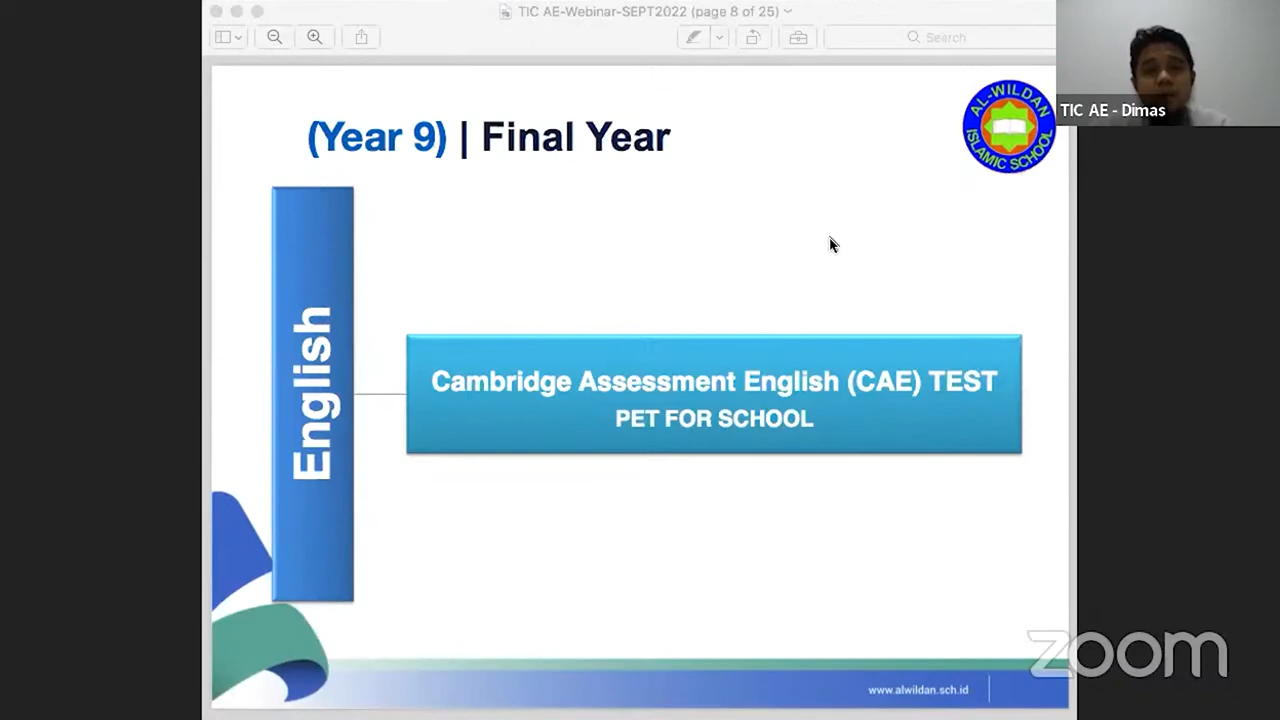 TIC AE-Webinar-SEPT2022 (page 8 of 25)
Search
TIC AE - Dimas
(Year 9) | Final Year
AL-WILDAN
ISLAMIC SCHOOL
English
Cambridge Assessment English (CAE) TEST
PET FOR SCHOOL
www.alwildan.sch.id
zoom